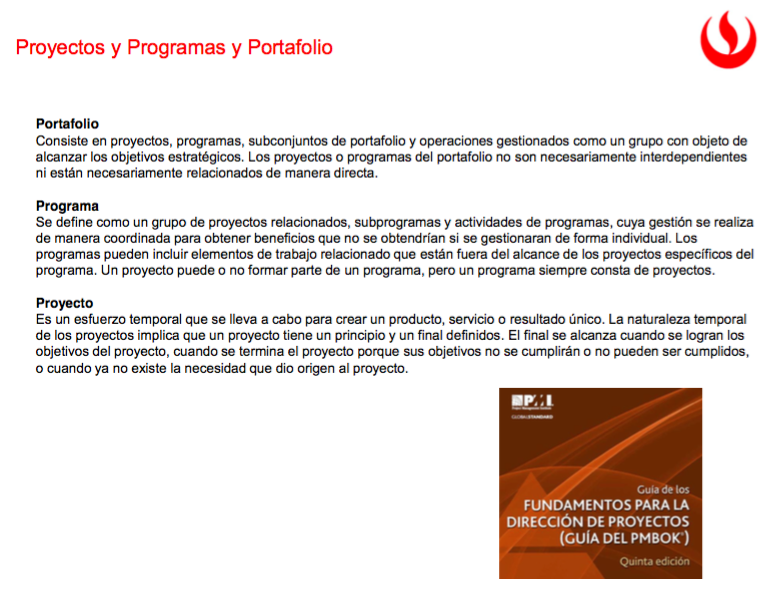 Proyectos y Programas y Portafolio
Portafolio
Consiste en proyectos, programas, subconjuntos de portafolio y operaciones gestionados como un grupo con objeto de
alcanzar los objetivos estratégicos. Los proyectos o programas del portafolio no son necesariamente interdependientes
ni están necesariamente relacionados de manera directa.
Programa
Se define como un grupo de proyectos relacionados, subprogramas y actividades de programas, cuya gestión se realiza
de manera coordinada para obtener beneficios que no se obtendrían si se gestionaran de forma individual. Los
programas pueden incluir elementos de trabajo relacionado que están fuera del alcance de los proyectos específicos del
programa. Un proyecto puede o no formar parte de un programa, pero un programa siempre consta de proyectos.
Proyecto
Es un esfuerzo temporal que se lleva a cabo para crear un producto, servicio o resultado único. La naturaleza temporal
de los proyectos implica que un proyecto tiene un principio y un final definidos. El final se alcanza cuando se logran los
objetivos del proyecto, cuando se termina el proyecto porque sus objetivos no se cumplirán o no pueden ser cumplidos,
o cuando ya no existe la necesidad que dio origen al proyecto.
PMI
Project Management Institute
GLOBAL STANDARD
Guía de los
FUNDAMENTOS PARA LA
DIRECCIÓN DE PROYECTOS
(GUÍA DEL PMBOK®)
Quinta edición